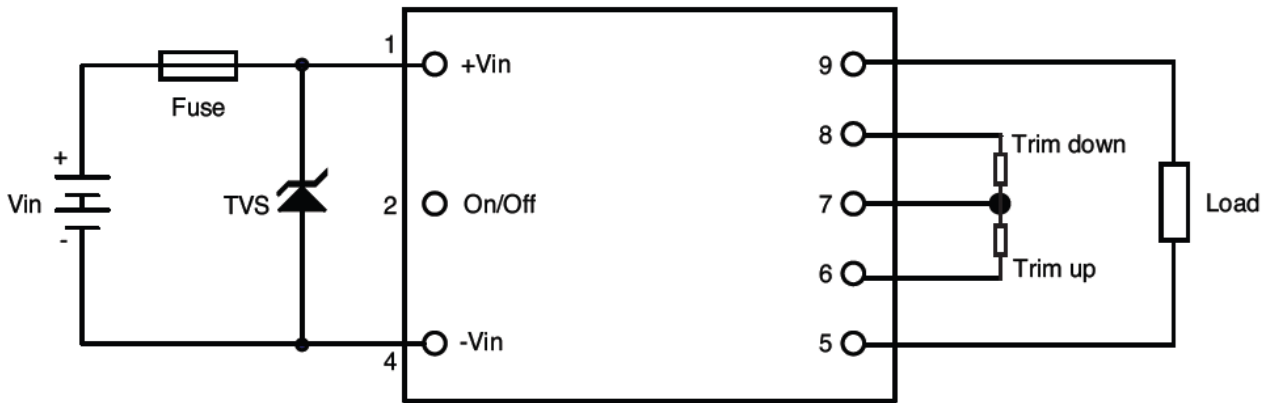 1
+Vin
Fuse
+
Vin
-
TVS
2
On/Off
4
-Vin
9
8
Trim down
7
6
Trim up
5
Load